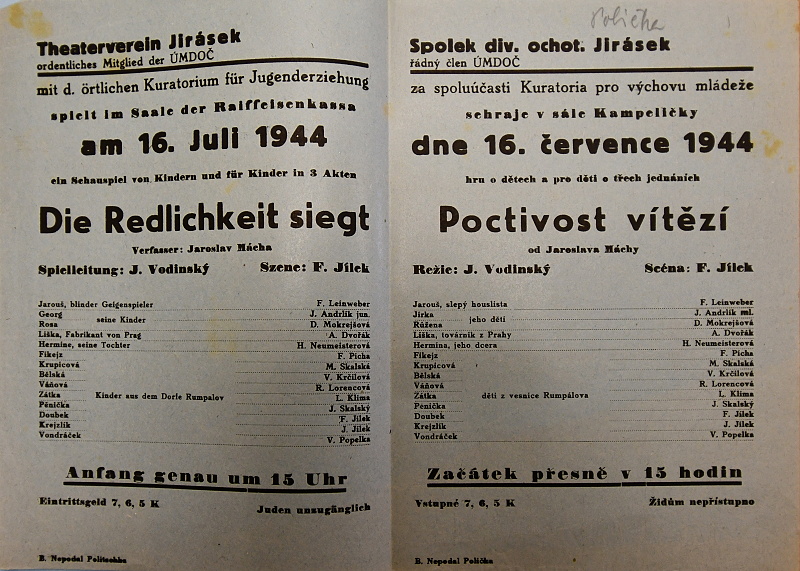 Theaterverein Jirásek
ordentliches Mitglied der ÚMDOČ
mit d. örtlichen Kuratorium für Jugenderziehung
spielt im Saale der Raiffeisenkassa
am 16. Juli 1944
ein Schauspiel von Kindern und für Kinder in 3 Akten
Die Redlichkeit siegt
Verfasser: Jaroslav Mácha
Spielleitung: J. Vodinský Szene: F. Jílek
Jarouš, blinder Geigenspieler F. Leinweber
Georg J. Andrlík jun.
seine Kinder
Rosa D. Mokrejšová
Liška, Fabrikant von Prag A. Dvořák
Hermine, seine Tochter H. Neumeisterová
Fikejz F. Pícha
Krupicová M. Skalská
Bělská V. Krčilová
Váňová R. Lorencová
Zátka Kinder aus dem Dorfe Rumpalov L. Klíma
Pěnička J. Skalský
Doubek F. Jílek
Krejzlík J. Jílek
Vondráček V. Popelka
Anfang genau um 15 Uhr
Eintrittsgeld 7, 6, 5 K Juden unzugänglich
B. Nepodal Politschka
Polička
Spolek div. ochot. Jirásek
řádný člen ÚMDOČ
za spoluúčasti Kuratoria pro výchovu mládeže
sehraje v sále Kampeličky
dne 16. července 1944
hru o dětech a pro děti o třech jednáních
Poctivost vítězí
od Jaroslava Máchy
Režie: J. Vodinský Scéna: F. Jílek
Jarouš, slepý houslista F. Leinweber
Jirka J. Andrlík ml.
jeho děti
Růžena D. Mokrejšová
Liška, továrník z Prahy A. Dvořák
Hermina, jeho dcera H. Neumeisterová
Fikejz F. Pícha
Krupicová M. Skalská
Bělská V. Krčilová
Váňová R. Lorencová
Zátka děti z vesnice Rumpálova L. Klíma
Pěnička J. Skalský
Doubek F. Jílek
Krejzlík J. Jílek
Vondráček V. Popelka
Začátek přesně v 15 hodin
Vstupné 7, 6, 5 K Židům nepřístupno
B. Nepodal Polička